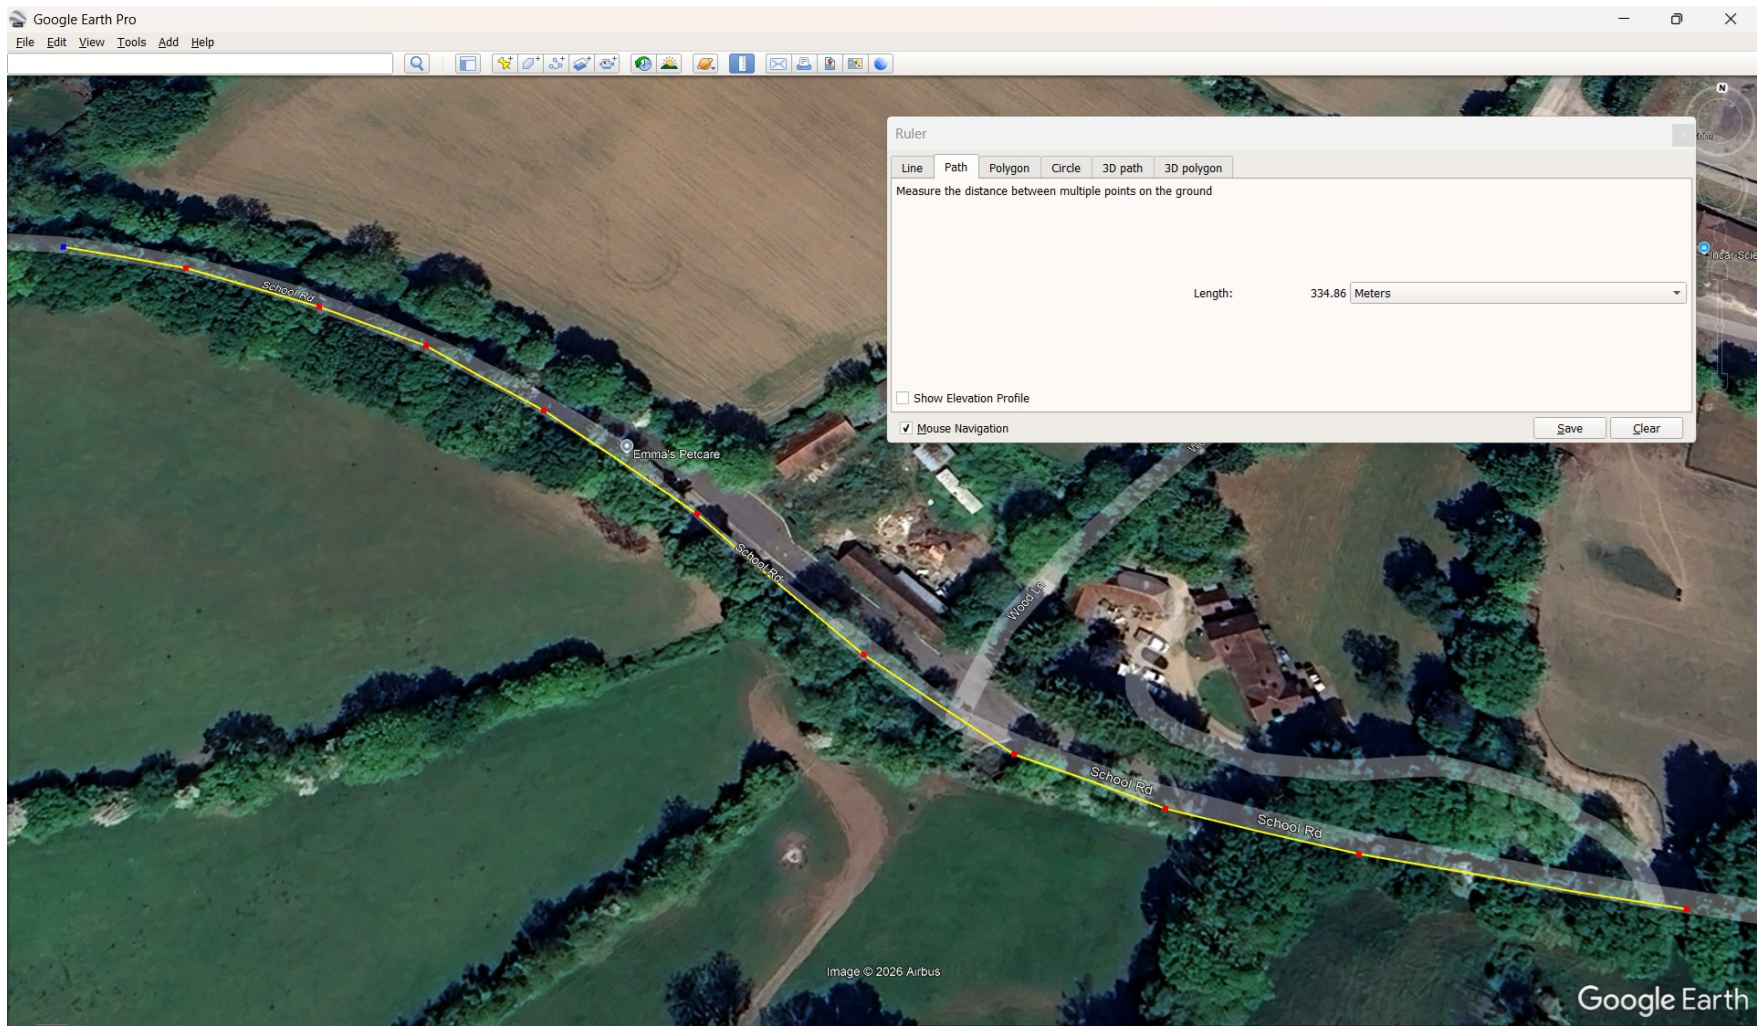 Google Earth Pro
File Edit View Tools Add Help
N
Ruler
Line Path Polygon Circle 3D path 3D polygon
Measure the distance between multiple points on the ground
Length: 334.86 Meters
Show Elevation Profile
Mouse Navigation
Save Clear
School Rd
Emma's Petcare
School Rd
Wood Ln
School Rd
School Rd
Image © 2026 Airbus
Google Earth